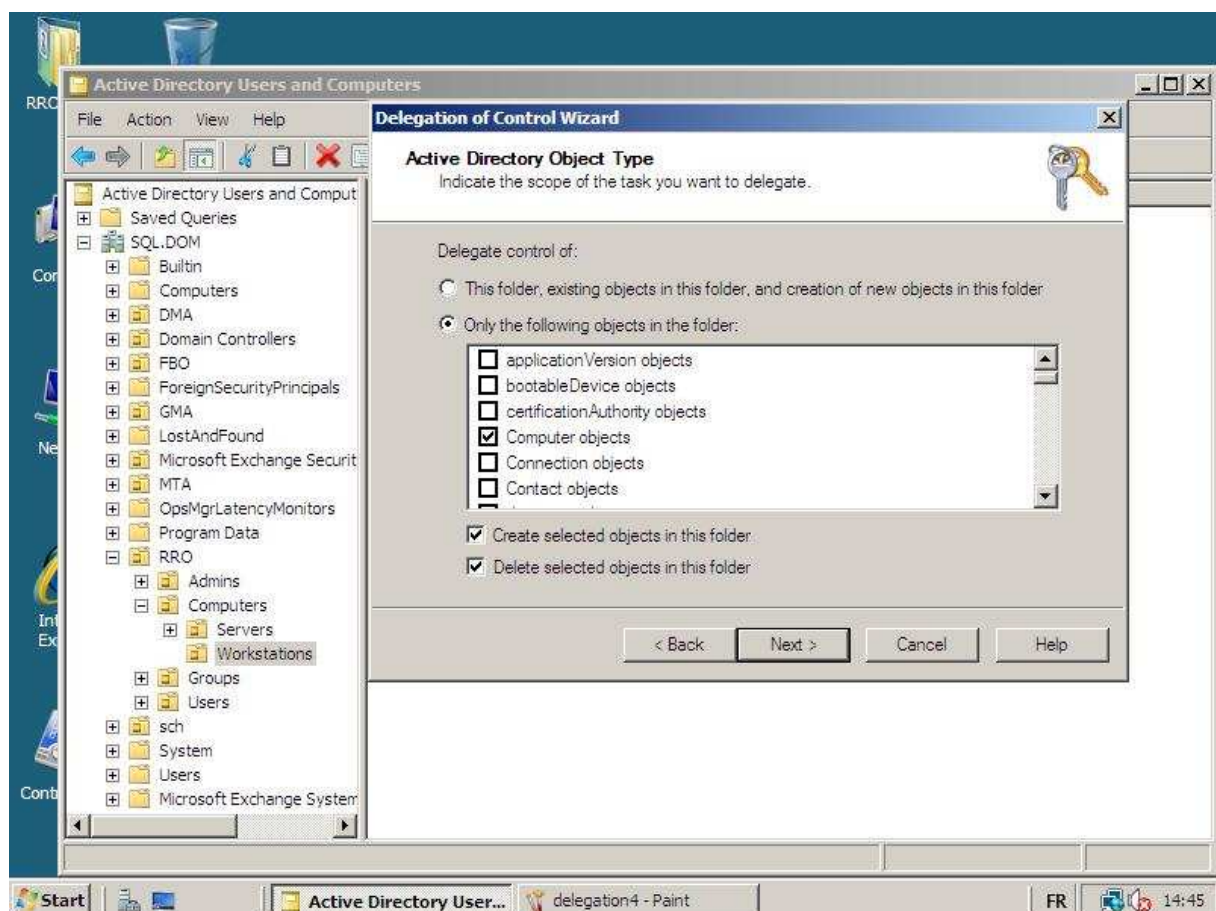 RRO
Active Directory Users and Computers
File Action View Help
Delegation of Control Wizard
Active Directory Object Type
Indicate the scope of the task you want to delegate.
Active Directory Users and Comput
Saved Queries
SQL.DOM
Builtin
Computers
DMA
Domain Controllers
FBO
ForeignSecurityPrincipals
GMA
LostAndFound
Microsoft Exchange Securit
MTA
OpsMgrLatencyMonitors
Program Data
RRO
Admins
Computers
Servers
Workstations
Groups
Users
sch
System
Users
Microsoft Exchange System
Delegate control of:
This folder, existing objects in this folder, and creation of new objects in this folder
Only the following objects in the folder:
applicationVersion objects
bootableDevice objects
certificationAuthority objects
Computer objects
Connection objects
Contact objects
Create selected objects in this folder
Delete selected objects in this folder
< Back Next > Cancel Help
Start
Active Directory User...
delegation4 - Paint
FR
14:45